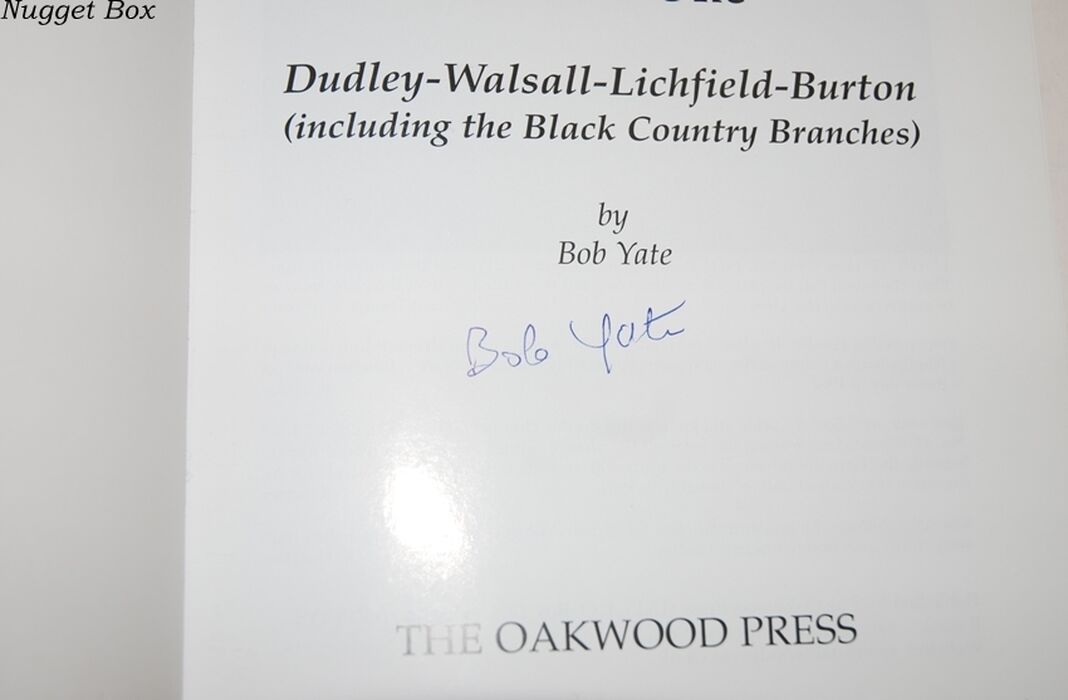 Nugget Box
Dudley-Walsall-Lichfield-Burton
(including the Black Country Branches)
by
Bob Yate
Bob Yate
THE OAKWOOD PRESS